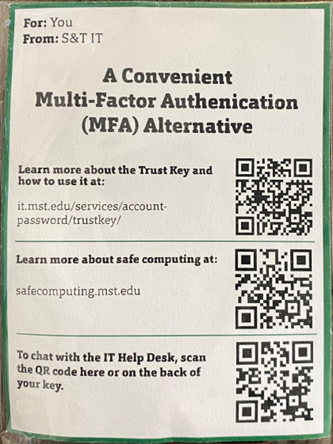 For: You
From: S&T IT
A Convenient
Multi-Factor Authenication
(MFA) Alternative
Learn more about the Trust Key and
how to use it at:
it.mst.edu/services/account-
password/trustkey/
Learn more about safe computing at:
safecomputing.mst.edu
To chat with the IT Help Desk, scan
the QR code here or on the back of
your key.